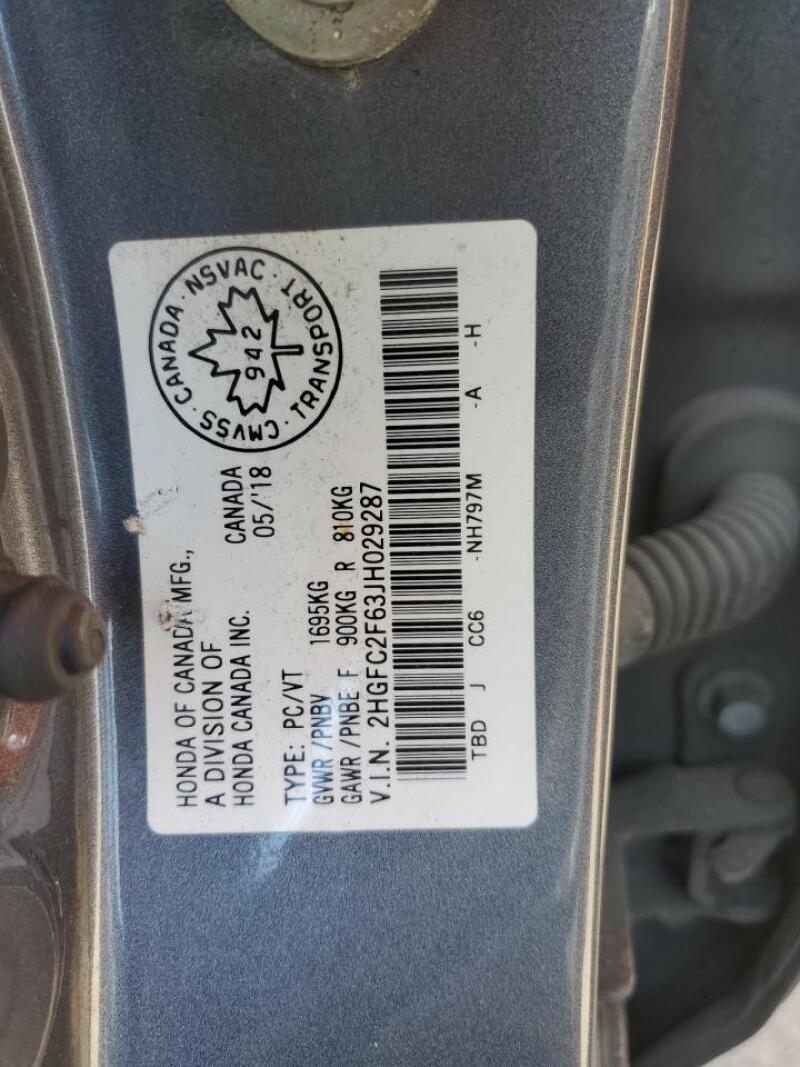 HONDA OF CANADA MFG.,
A DIVISION OF
HONDA CANADA INC.
CANADA
05/'18
TYPE: PC/VT
GVWR /PNBV 1695KG
GAWR /PNBE F 900KG R 810KG
V.I.N. 2HGFC2F63JH029287
TBD J CC6 -NH797M -A -H
CMVSS · CANADA · NSVAC · TRANSPORT
942